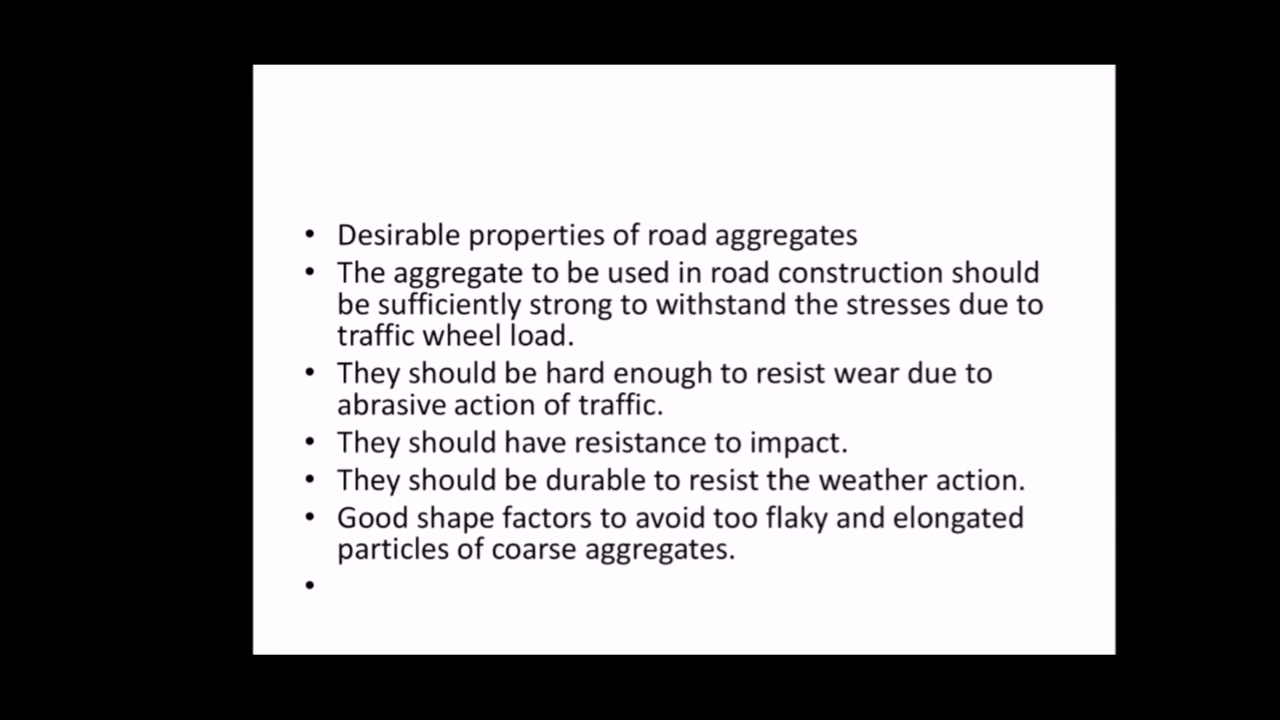 • Desirable properties of road aggregates
• The aggregate to be used in road construction should
be sufficiently strong to withstand the stresses due to
traffic wheel load.
• They should be hard enough to resist wear due to
abrasive action of traffic.
• They should have resistance to impact.
• They should be durable to resist the weather action.
• Good shape factors to avoid too flaky and elongated
particles of coarse aggregates.
•